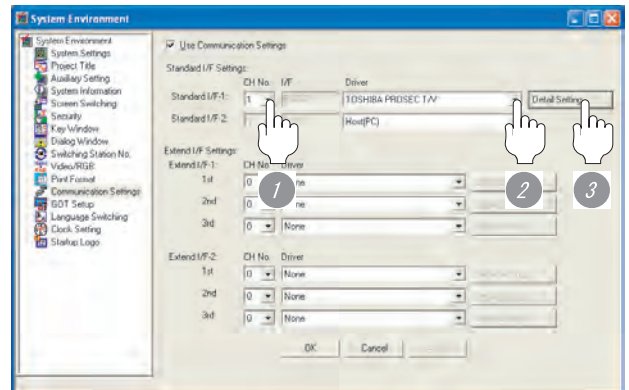 System Environment
System Environment
System Settings
Project Title
Auxiliary Setting
System Information
Screen Switching
Security
Key Window
Dialog Window
Switching Station No.
Video/RGB
Print Format
Communication Settings
GOT Setup
Language Switching
Clock Setting
Startup Logo
Use Communication Settings
Standard I/F Settings:
CH No. I/F Driver
Standard I/F-1: 1 TOSHIBA PROSEC T/V Detail Setting...
Standard I/F-2: Host(PC)
Extend I/F Settings:
Extend I/F-1: CH No. Driver
1st 0
2nd 0
3rd 0 None
Extend I/F-2: CH No. Driver
1st 0 None
2nd 0 None
3rd 0 None
OK Cancel
1 2 3